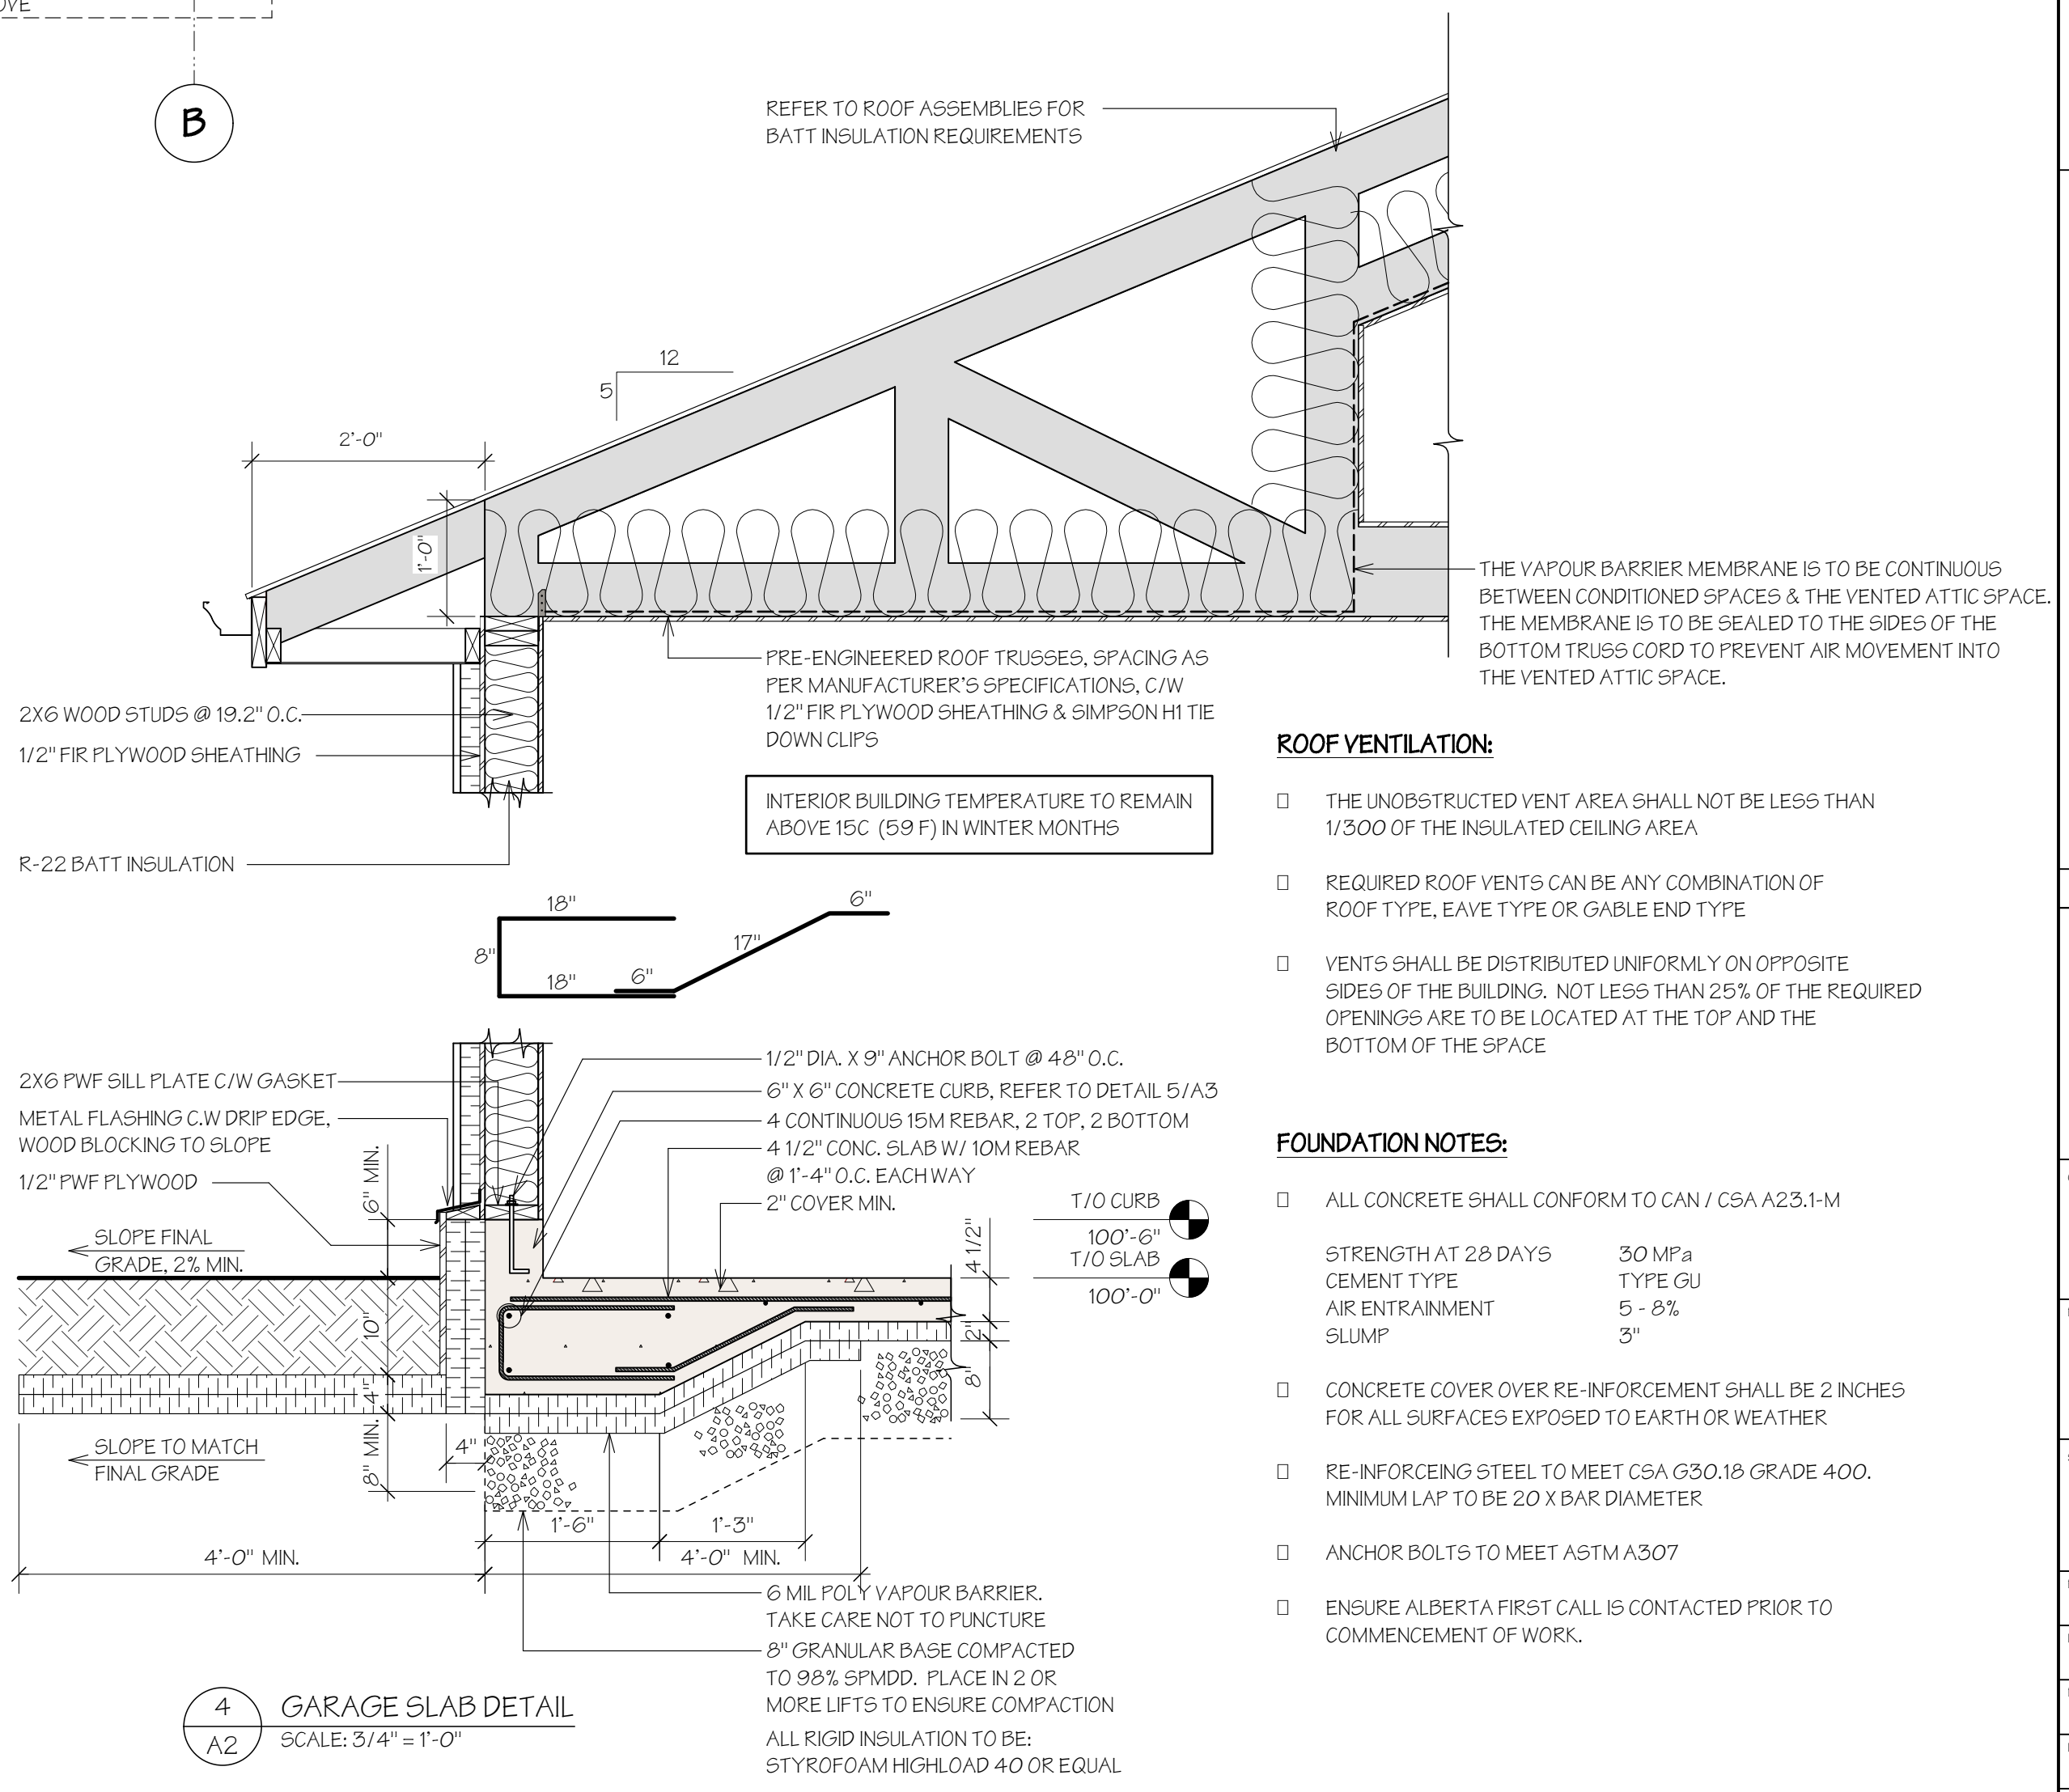 OVE
B
REFER TO ROOF ASSEMBLIES FOR
BATT INSULATION REQUIREMENTS
12
5
2'-0"
1'-0"
THE VAPOUR BARRIER MEMBRANE IS TO BE CONTINUOUS
BETWEEN CONDITIONED SPACES & THE VENTED ATTIC SPACE.
THE MEMBRANE IS TO BE SEALED TO THE SIDES OF THE
BOTTOM TRUSS CORD TO PREVENT AIR MOVEMENT INTO
THE VENTED ATTIC SPACE.
PRE-ENGINEERED ROOF TRUSSES, SPACING AS
PER MANUFACTURER'S SPECIFICATIONS, C/W
1/2" FIR PLYWOOD SHEATHING & SIMPSON H1 TIE
DOWN CLIPS
2X6 WOOD STUDS @ 19.2" O.C.
1/2" FIR PLYWOOD SHEATHING
R-22 BATT INSULATION
INTERIOR BUILDING TEMPERATURE TO REMAIN
ABOVE 15C (59 F) IN WINTER MONTHS
ROOF VENTILATION:
THE UNOBSTRUCTED VENT AREA SHALL NOT BE LESS THAN
1/300 OF THE INSULATED CEILING AREA
REQUIRED ROOF VENTS CAN BE ANY COMBINATION OF
ROOF TYPE, EAVE TYPE OR GABLE END TYPE
VENTS SHALL BE DISTRIBUTED UNIFORMLY ON OPPOSITE
SIDES OF THE BUILDING. NOT LESS THAN 25% OF THE REQUIRED
OPENINGS ARE TO BE LOCATED AT THE TOP AND THE
BOTTOM OF THE SPACE
18"
6"
8"
17"
18"
6"
2X6 PWF SILL PLATE C/W GASKET
METAL FLASHING C.W DRIP EDGE,
WOOD BLOCKING TO SLOPE
1/2" PWF PLYWOOD
SLOPE FINAL
GRADE, 2% MIN.
SLOPE TO MATCH
FINAL GRADE
6" MIN.
10"
4"
8" MIN.
4"
1/2" DIA. X 9" ANCHOR BOLT @ 48" O.C.
6" X 6" CONCRETE CURB, REFER TO DETAIL 5/A3
4 CONTINUOUS 15M REBAR, 2 TOP, 2 BOTTOM
4 1/2" CONC. SLAB W/ 10M REBAR
@ 1'-4" O.C. EACH WAY
2" COVER MIN.
T/O CURB
100'-6"
T/O SLAB
100'-0"
4 1/2"
2"
8"
1'-6"
1'-3"
4'-0" MIN.
4'-0" MIN.
6 MIL POLY VAPOUR BARRIER.
TAKE CARE NOT TO PUNCTURE
8" GRANULAR BASE COMPACTED
TO 98% SPMDD. PLACE IN 2 OR
MORE LIFTS TO ENSURE COMPACTION
ALL RIGID INSULATION TO BE:
STYROFOAM HIGHLOAD 40 OR EQUAL
FOUNDATION NOTES:
ALL CONCRETE SHALL CONFORM TO CAN / CSA A23.1-M
STRENGTH AT 28 DAYS 30 MPa
CEMENT TYPE TYPE GU
AIR ENTRAINMENT 5 - 8%
SLUMP 3"
CONCRETE COVER OVER RE-INFORCEMENT SHALL BE 2 INCHES
FOR ALL SURFACES EXPOSED TO EARTH OR WEATHER
RE-INFORCEING STEEL TO MEET CSA G30.18 GRADE 400.
MINIMUM LAP TO BE 20 X BAR DIAMETER
ANCHOR BOLTS TO MEET ASTM A307
ENSURE ALBERTA FIRST CALL IS CONTACTED PRIOR TO
COMMENCEMENT OF WORK.
4
A2
GARAGE SLAB DETAIL
SCALE: 3/4" = 1'-0"